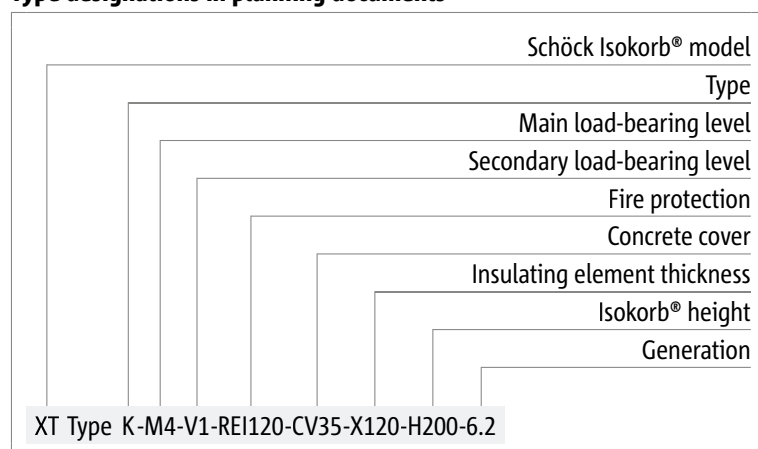 Type designations in planning documents
Schöck Isokorb® model
Type
Main load-bearing level
Secondary load-bearing level
Fire protection
Concrete cover
Insulating element thickness
Isokorb® height
Generation
XT Type K-M4-V1-REI120-CV35-X120-H200-6.2